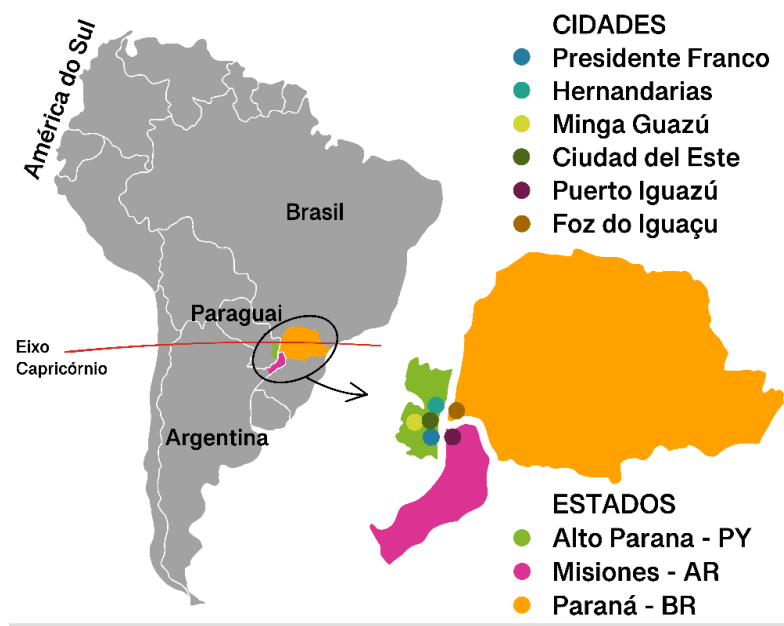 América do Sul
Brasil
Paraguai
Eixo
Capricórnio
Argentina
CIDADES
Presidente Franco
Hernandarias
Minga Guazú
Ciudad del Este
Puerto Iguazú
Foz do Iguaçu
ESTADOS
Alto Parana - PY
Misiones - AR
Paraná - BR